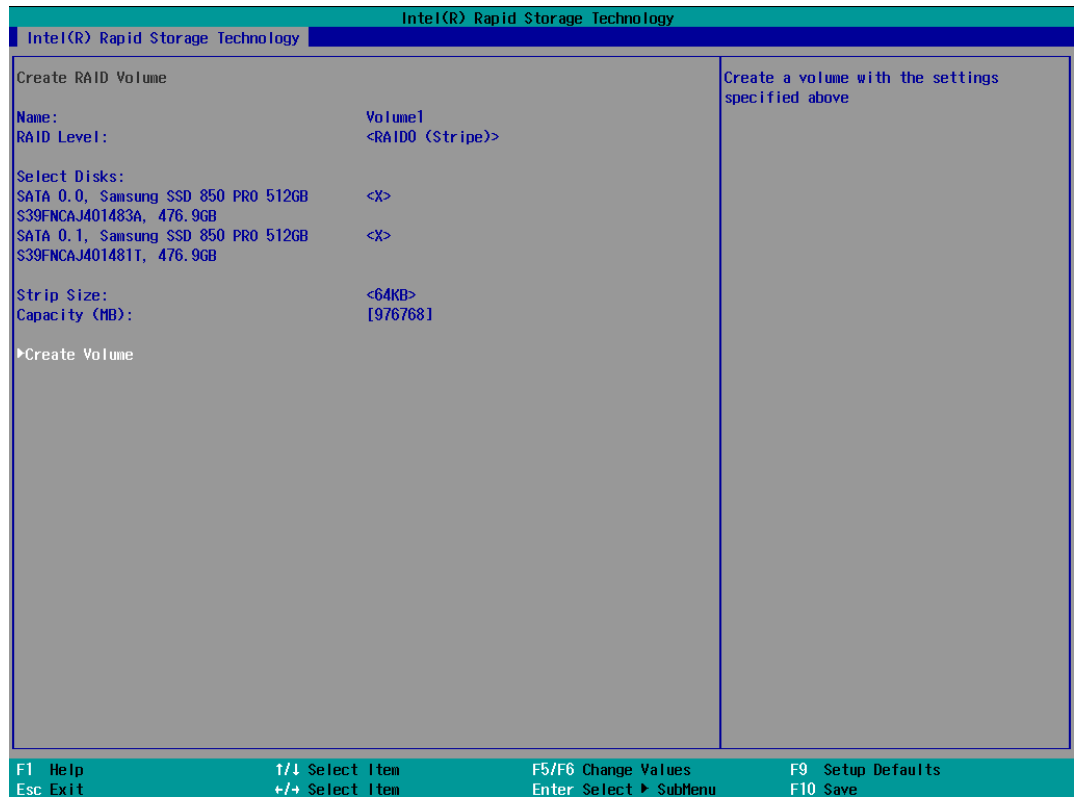 Intel(R) Rapid Storage Technology
Intel(R) Rapid Storage Technology
Create RAID Volume
Create a volume with the settings
specified above
Name: Volume1
RAID Level: <RAID0 (Stripe)>
Select Disks:
SATA 0.0, Samsung SSD 850 PRO 512GB <X>
S39FNCAJ401483A, 476.9GB
SATA 0.1, Samsung SSD 850 PRO 512GB <X>
S39FNCAJ401481T, 476.9GB
Strip Size: <64KB>
Capacity (MB): [976768]
▶Create Volume
F1 Help ↑/↓ Select Item F5/F6 Change Values F9 Setup Defaults
Esc Exit ←/→ Select Item Enter Select ▶ SubMenu F10 Save